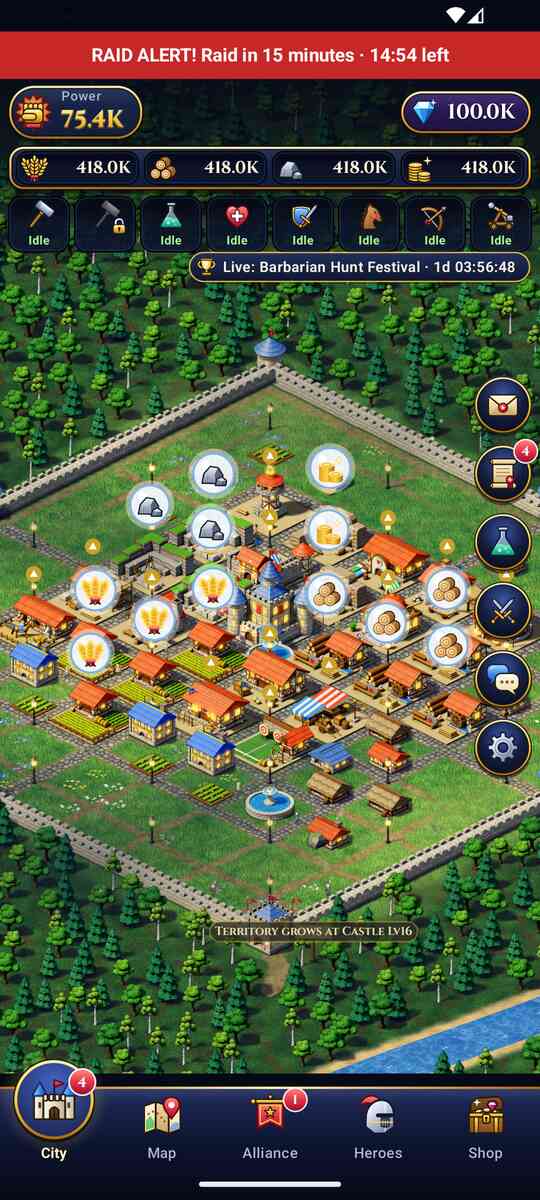 RAID ALERT! Raid in 15 minutes · 14:54 left
Power
75.4K
100.0K
418.0K
418.0K
418.0K
418.0K
Idle
Idle
Idle
Idle
Idle
Idle
Idle
Live: Barbarian Hunt Festival · 1d 03:56:48
4
Territory grows at Castle Lv16
4
1
City
Map
Alliance
Heroes
Shop